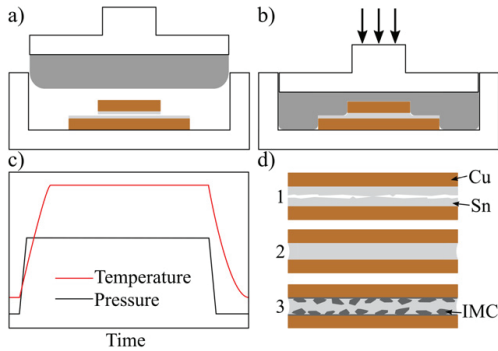 a)
b)
c)
Temperature
Pressure
Time
d)
Cu
1
Sn
2
3
IMC